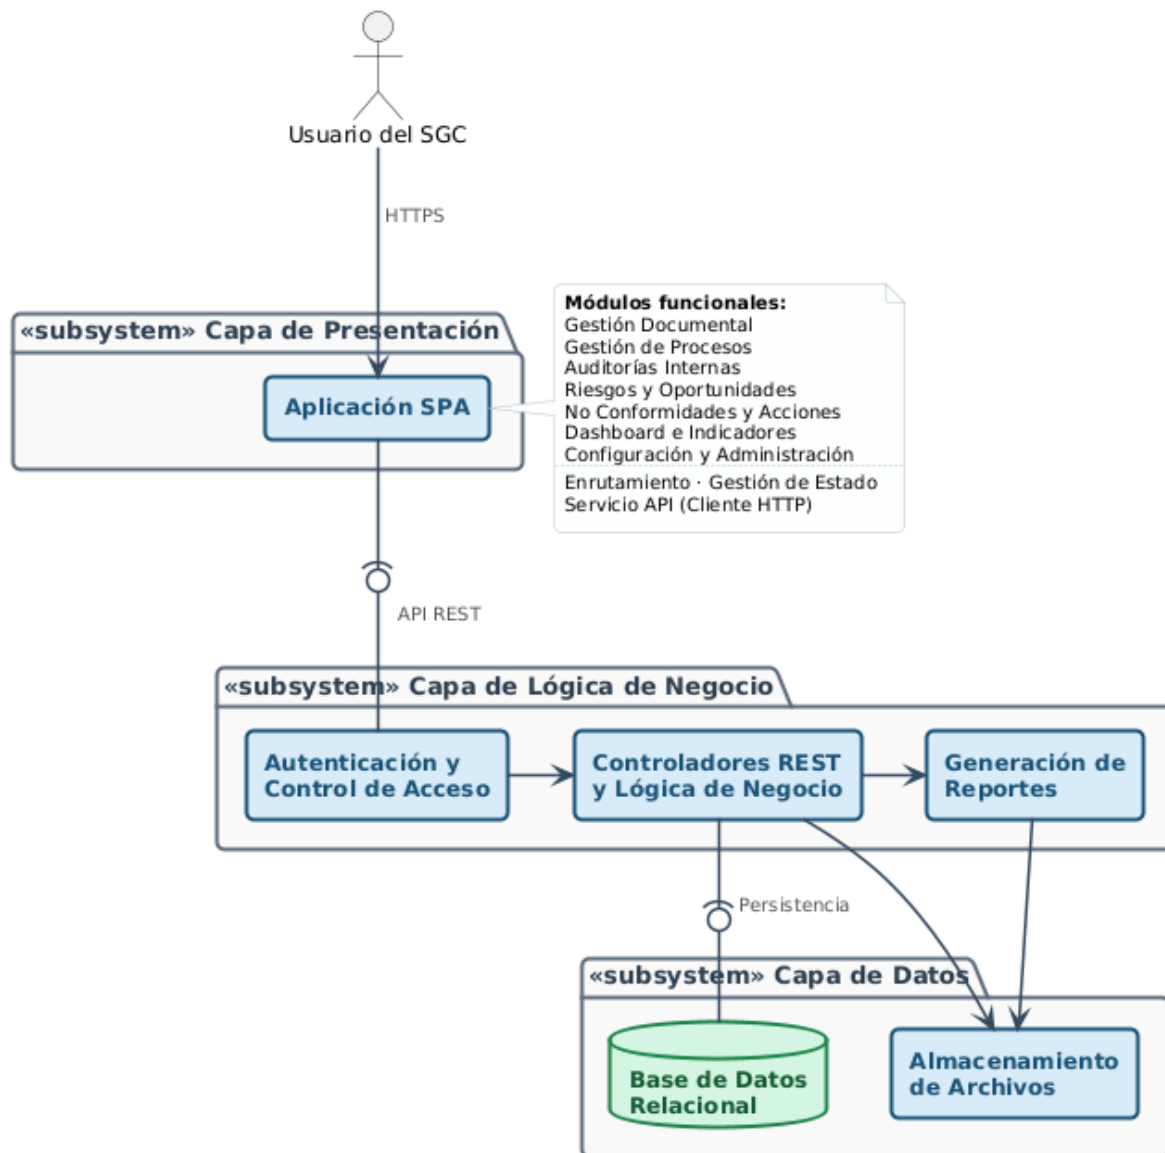 Usuario del SGC
HTTPS
«subsystem» Capa de Presentación
Aplicación SPA
Módulos funcionales:
Gestión Documental
Gestión de Procesos
Auditorías Internas
Riesgos y Oportunidades
No Conformidades y Acciones
Dashboard e Indicadores
Configuración y Administración
Enrutamiento · Gestión de Estado
Servicio API (Cliente HTTP)
API REST
«subsystem» Capa de Lógica de Negocio
Autenticación y
Control de Acceso
Controladores REST
y Lógica de Negocio
Generación de
Reportes
Persistencia
«subsystem» Capa de Datos
Base de Datos
Relacional
Almacenamiento
de Archivos